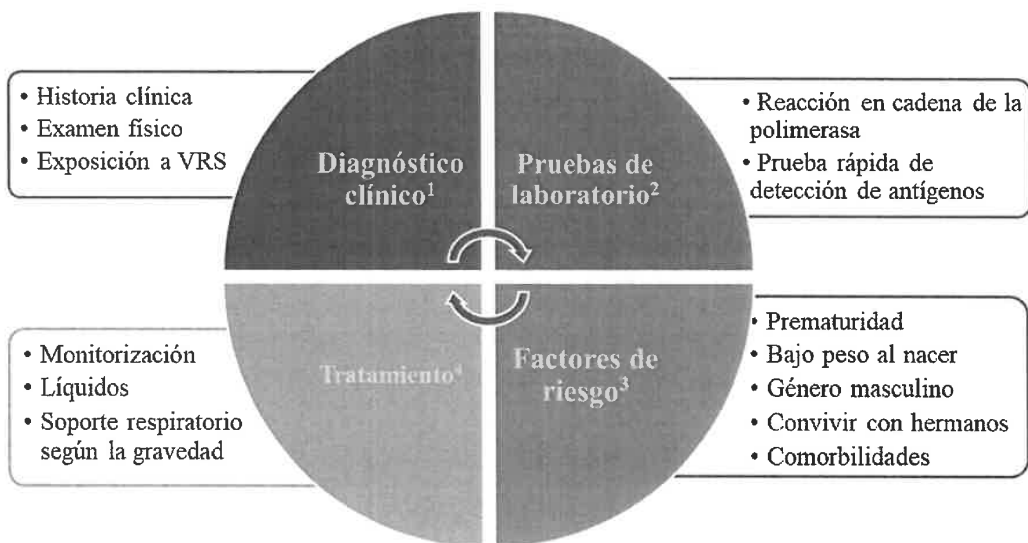 • Historia clínica
• Examen físico
• Exposición a VRS
Diagnóstico
clínico¹
Pruebas de
laboratorio²
• Reacción en cadena de la
polimerasa
• Prueba rápida de
detección de antígenos
• Monitorización
• Líquidos
• Soporte respiratorio
según la gravedad
Tratamiento⁴
Factores de
riesgo³
• Prematuridad
• Bajo peso al nacer
• Género masculino
• Convivir con hermanos
• Comorbilidades